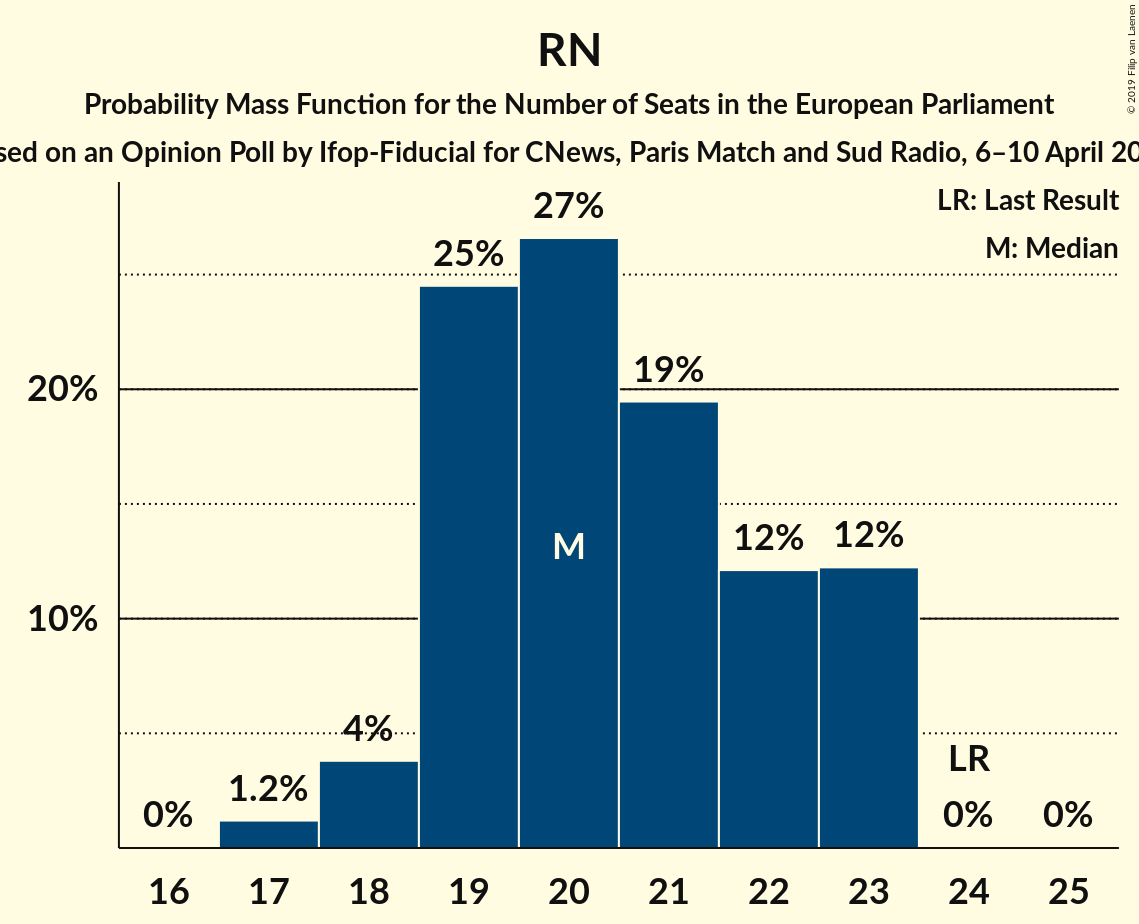 RN
Probability Mass Function for the Number of Seats in the European Parliament
on an Opinion Poll by Ifop-Fiducial for CNews, Paris Match and Sud Radio, 6–10 April
© 2019 Filip van Laenen
LR: Last Result
M: Median
27%
25%
19%
20%
12%
12%
M
10%
4%
LR
1.2%
0%
0%
0%
16 17 18 19 20 21 22 23 24 25